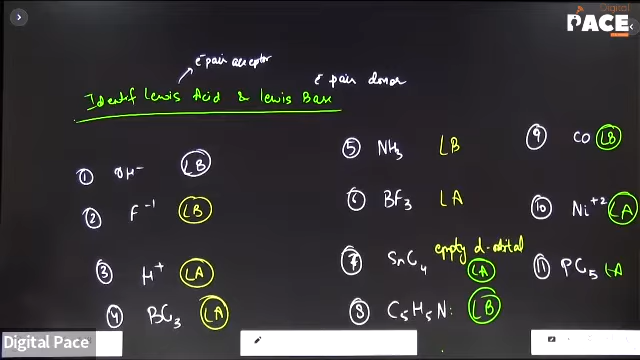 Digital
PACE
e⁻ pair acceptor
Identif Lewis Acid & Lewis Base
e⁻ pair donor
① OH⁻ LB
② F⁻¹ LB
③ H⁺ LA
④ BCl₃ LA
⑤ NH₃ LB
⑥ BF₃ LA
empty d-orbital
⑦ SnCl₄ LA
⑧ C₅H₅N: LB
⑨ CO LB
⑩ Ni⁺² LA
⑪ PCl₅ LA
Digital Pace